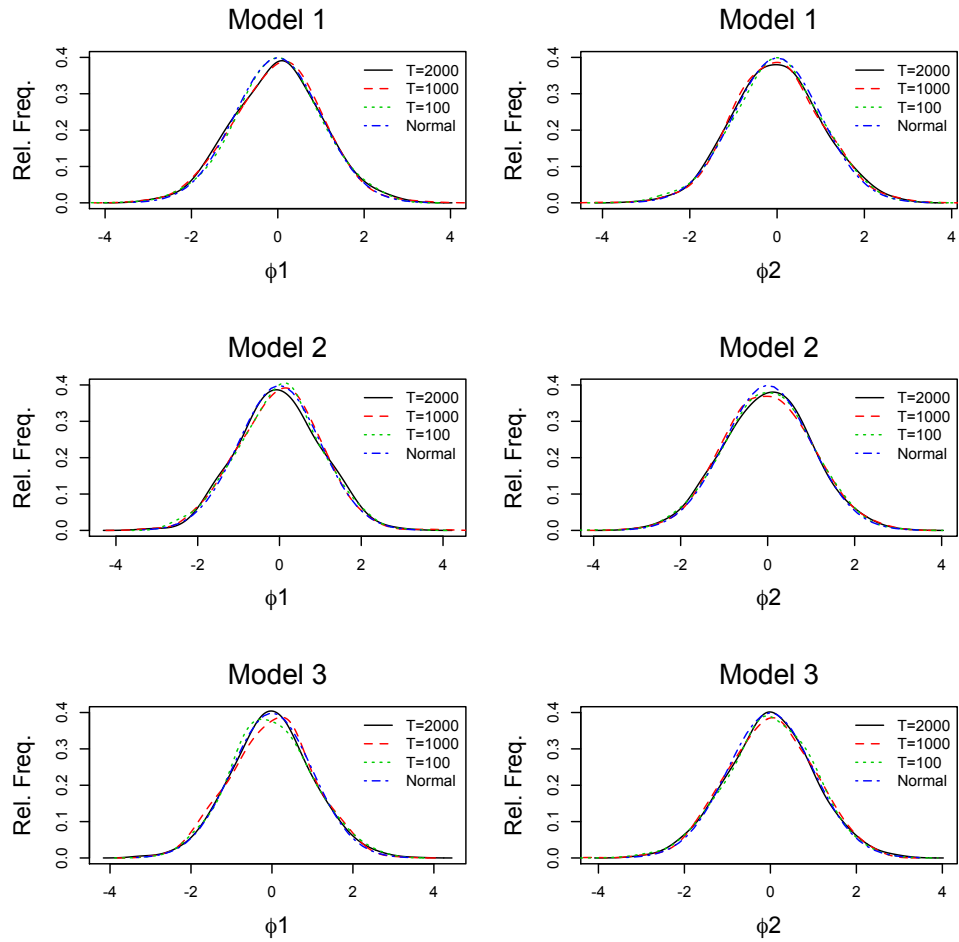 Model 1
Rel. Freq.
0.0 0.1 0.2 0.3 0.4
T=2000
T=1000
T=100
Normal
-4 -2 0 2 4
ϕ1
Model 1
Rel. Freq.
0.0 0.1 0.2 0.3 0.4
T=2000
T=1000
T=100
Normal
-4 -2 0 2 4
ϕ2
Model 2
Rel. Freq.
0.0 0.1 0.2 0.3 0.4
T=2000
T=1000
T=100
Normal
-4 -2 0 2 4
ϕ1
Model 2
Rel. Freq.
0.0 0.1 0.2 0.3 0.4
T=2000
T=1000
T=100
Normal
-4 -2 0 2 4
ϕ2
Model 3
Rel. Freq.
0.0 0.1 0.2 0.3 0.4
T=2000
T=1000
T=100
Normal
-4 -2 0 2 4
ϕ1
Model 3
Rel. Freq.
0.0 0.1 0.2 0.3 0.4
T=2000
T=1000
T=100
Normal
-4 -2 0 2 4
ϕ2